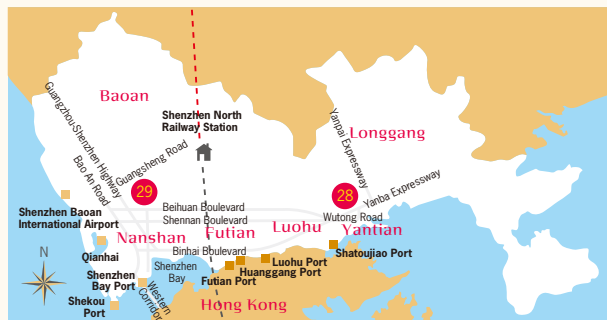 Baoan
Guangzhou-Shenzhen Highway
Bao An Road
Guangsheng Road
Shenzhen North
Railway Station
Yanpai Expressway
Longgang
29
28
Yanba Expressway
Beihuan Boulevard
Shennan Boulevard
Wutong Road
Shenzhen Baoan
International Airport
Nanshan
Futian
Luohu
Yantian
Binhai Boulevard
Shatoujiao Port
N
Qianhai
Shenzhen
Bay
Luohu Port
Huanggang Port
Futian Port
Shenzhen
Bay Port
Western
Corridor
Shekou
Port
Hong Kong